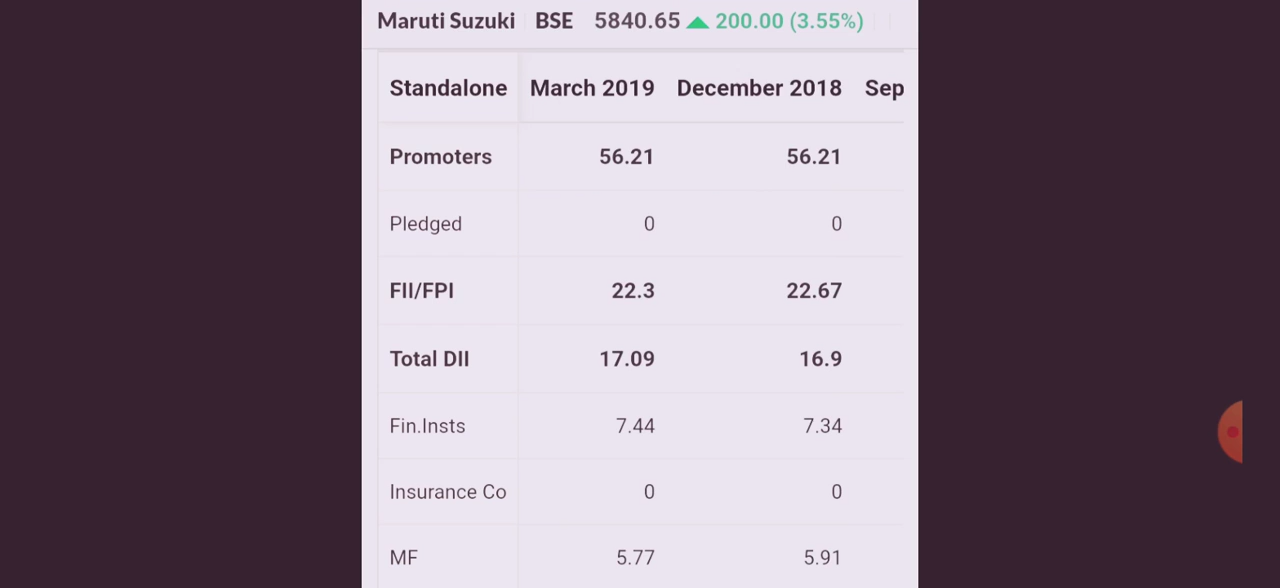 Maruti Suzuki BSE 5840.65 200.00 (3.55%)
Standalone March 2019 December 2018 Sep
Promoters 56.21 56.21
Pledged 0 0
FII/FPI 22.3 22.67
Total DII 17.09 16.9
Fin.Insts 7.44 7.34
Insurance Co 0 0
MF 5.77 5.91